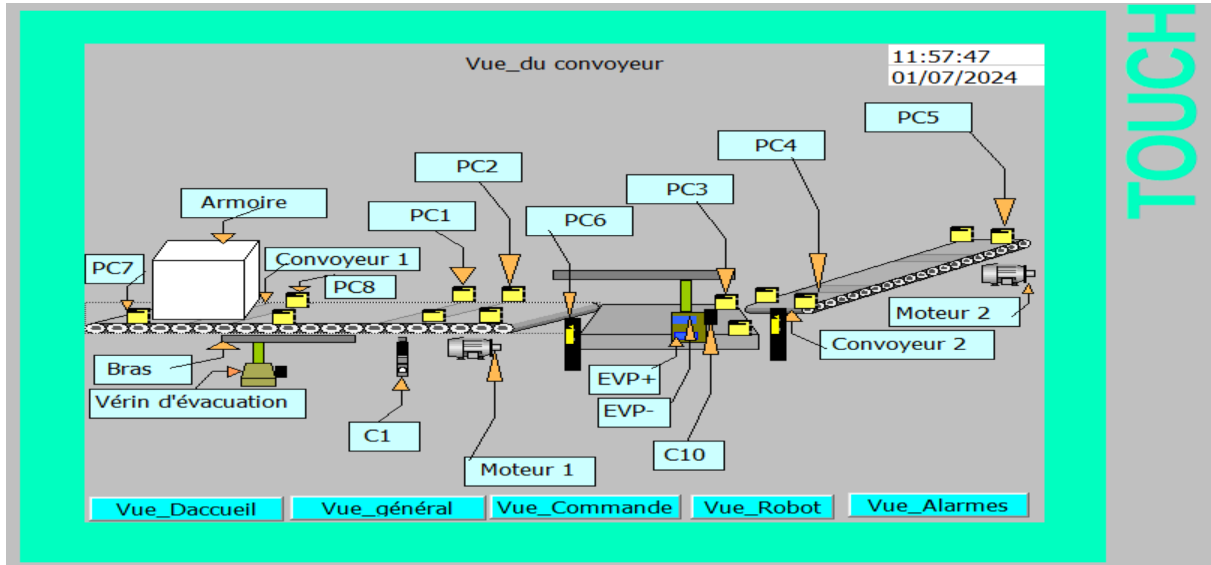 Vue_du convoyeur
11:57:47
01/07/2024
TOUCH
PC5
PC4
PC2
PC3
Armoire
PC1
PC6
PC7
Convoyeur 1
PC8
Moteur 2
Convoyeur 2
Bras
EVP+
Vérin d'évacuation
EVP-
C1
C10
Moteur 1
Vue_Daccueil
Vue_général
Vue_Commande
Vue_Robot
Vue_Alarmes